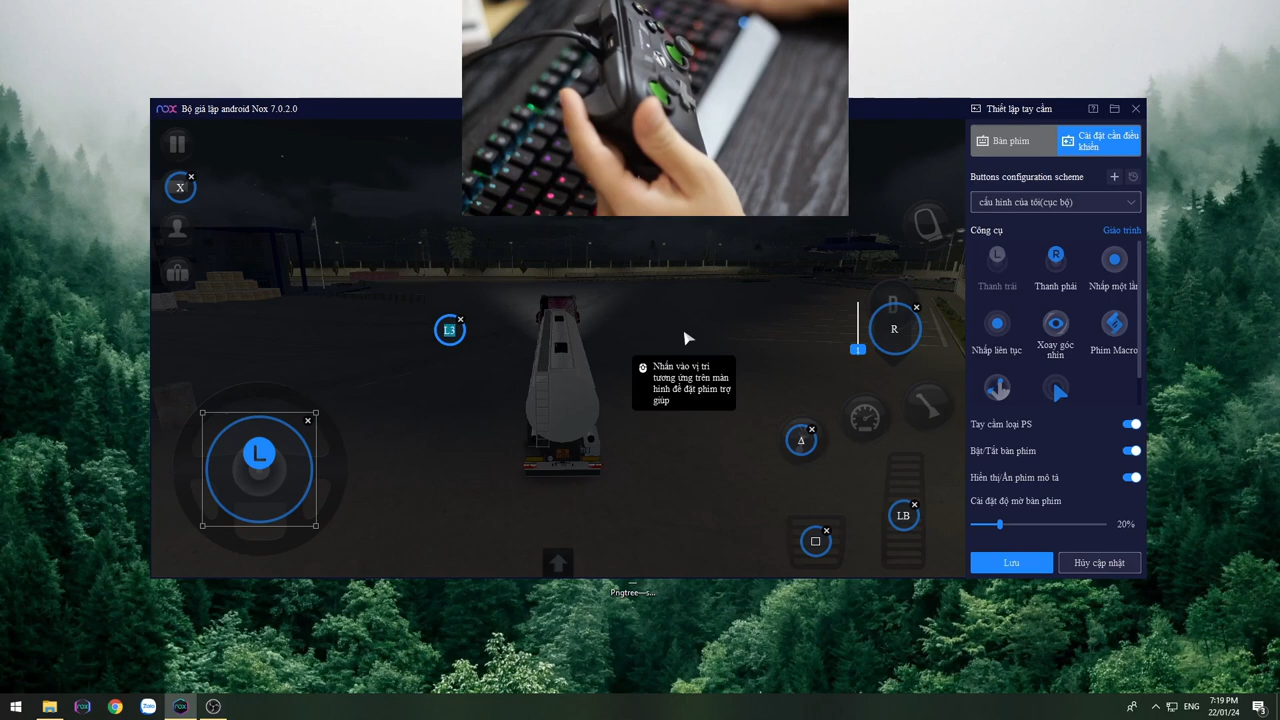 nox Bộ giả lập android Nox 7.0.2.0
Thiết lập tay cầm
Bàn phím
Cài đặt cần điều
khiển
X
Buttons configuration scheme
cấu hình của tôi(cục bộ)
Công cụ
Giáo trình
L
R
Thanh trái
Thanh phải
Nhấp một lần
D
L3
R
Nhấp liên tục
Xoay góc
nhìn
Phím Macro
Nhấn vào vị trí
tương ứng trên màn
hình để đặt phím trợ
giúp
Tay cầm loại PS
Δ
L
Bật/Tắt bàn phím
Hiển thị/Ẩn phím mô tả
Cài đặt độ mờ bàn phím
LB
20%
□
Lưu
Hủy cập nhật
Pngtree—s...
nox
Zalo
nox
ENG
7:19 PM
22/01/24
3